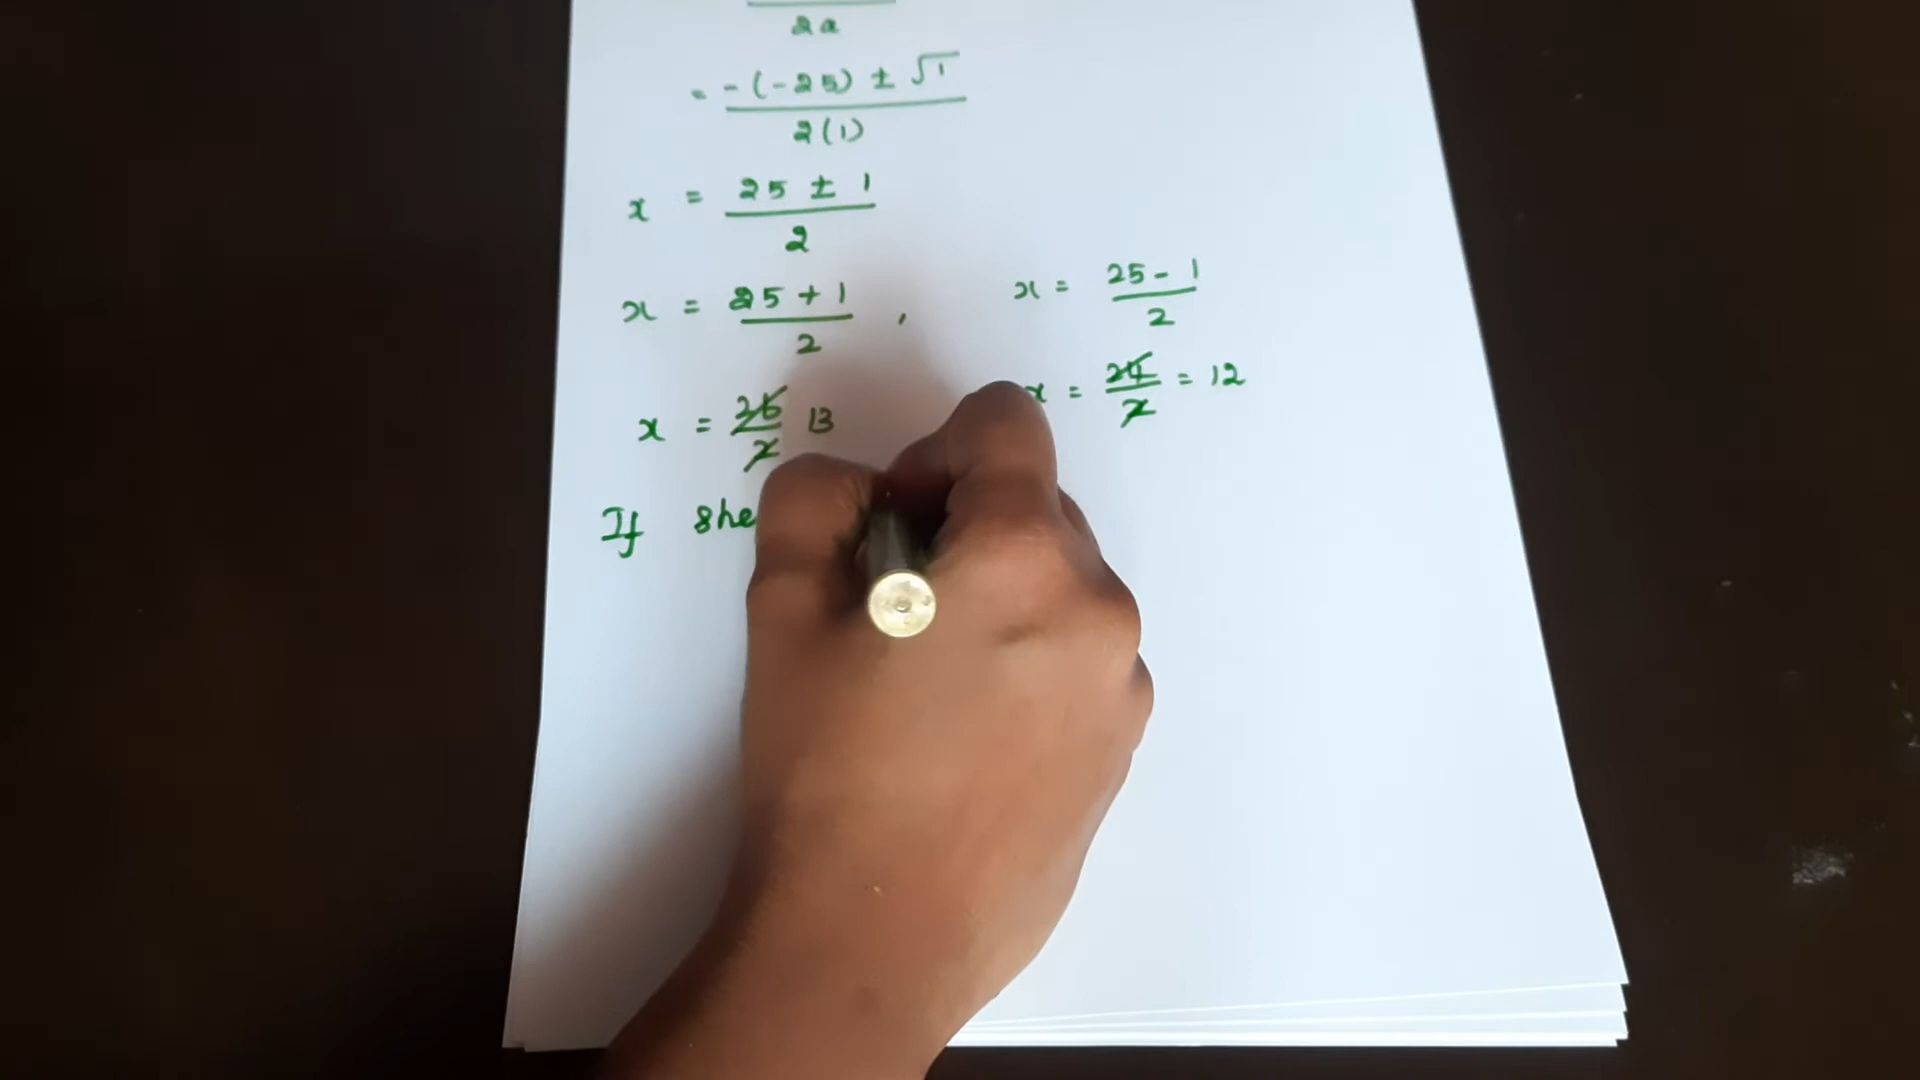 2a
= -(-25) ± √1
2(1)
x = 25 ± 1
2
x = 25 + 1 , x = 25 - 1
2 2
x = 26 13 x = 24 = 12
2 2
If she